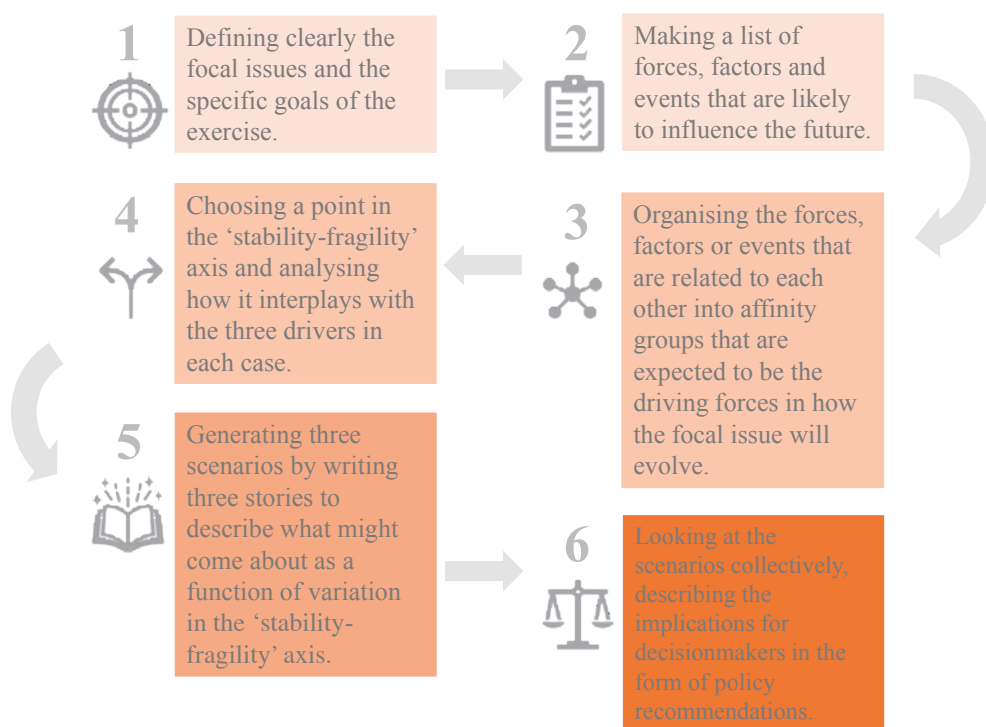 1
Defining clearly the
focal issues and the
specific goals of the
exercise.
2
Making a list of
forces, factors and
events that are likely
to influence the future.
3
Organising the forces,
factors or events that
are related to each
other into affinity
groups that are
expected to be the
driving forces in how
the focal issue will
evolve.
4
Choosing a point in
the ‘stability-fragility’
axis and analysing
how it interplays with
the three drivers in
each case.
5
Generating three
scenarios by writing
three stories to
describe what might
come about as a
function of variation
in the ‘stability-
fragility’ axis.
6
Looking at the
scenarios collectively,
describing the
implications for
decisionmakers in the
form of policy
recommendations.